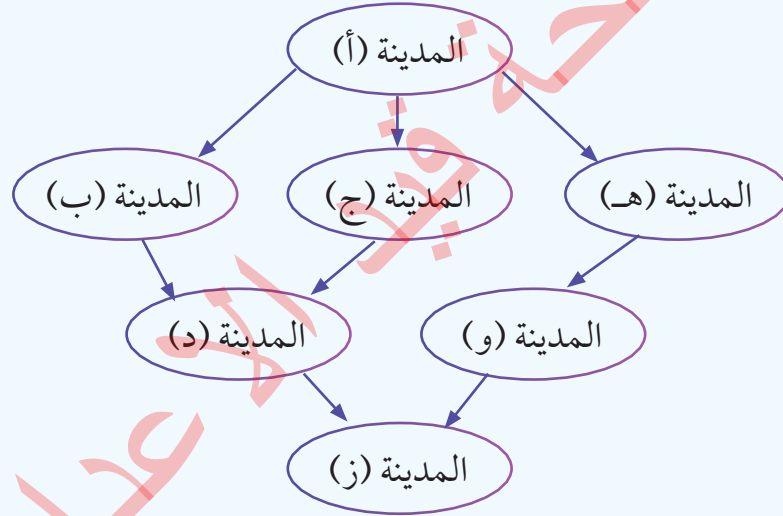 المدينة (أ)
المدينة (هـ) المدينة (ج) المدينة (ب)
المدينة (و) المدينة (د)
المدينة (ز)